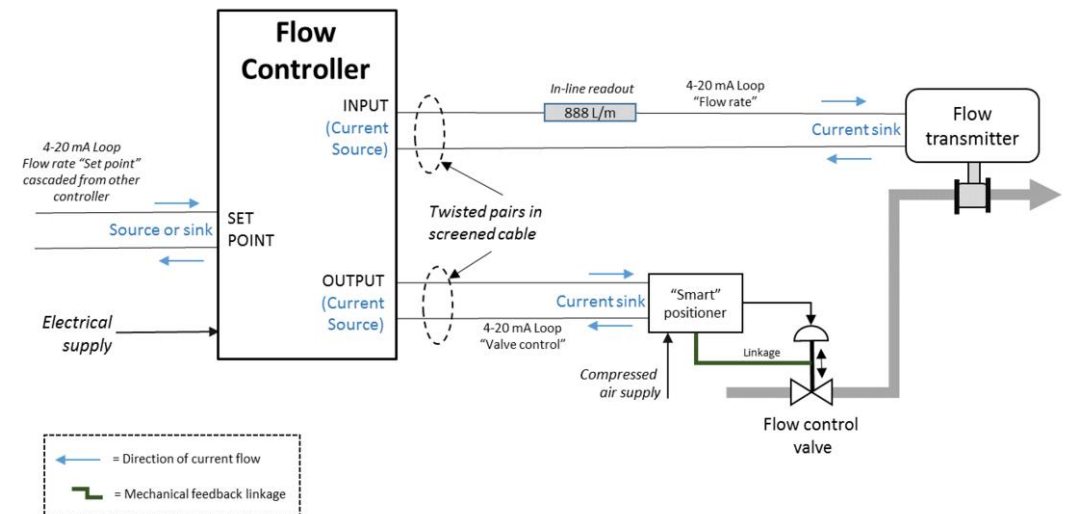 Flow
Controller
INPUT
(Current
Source)
In-line readout
888 L/m
4-20 mA Loop
“Flow rate”
Current sink
Flow
transmitter
4-20 mA Loop
Flow rate “Set point”
cascaded from other
controller
Source or sink
SET
POINT
Twisted pairs in
screened cable
OUTPUT
(Current
Source)
Current sink
4-20 mA Loop
“Valve control”
“Smart”
positioner
Electrical
supply
Linkage
Compressed
air supply
Flow control
valve
= Direction of current flow
= Mechanical feedback linkage